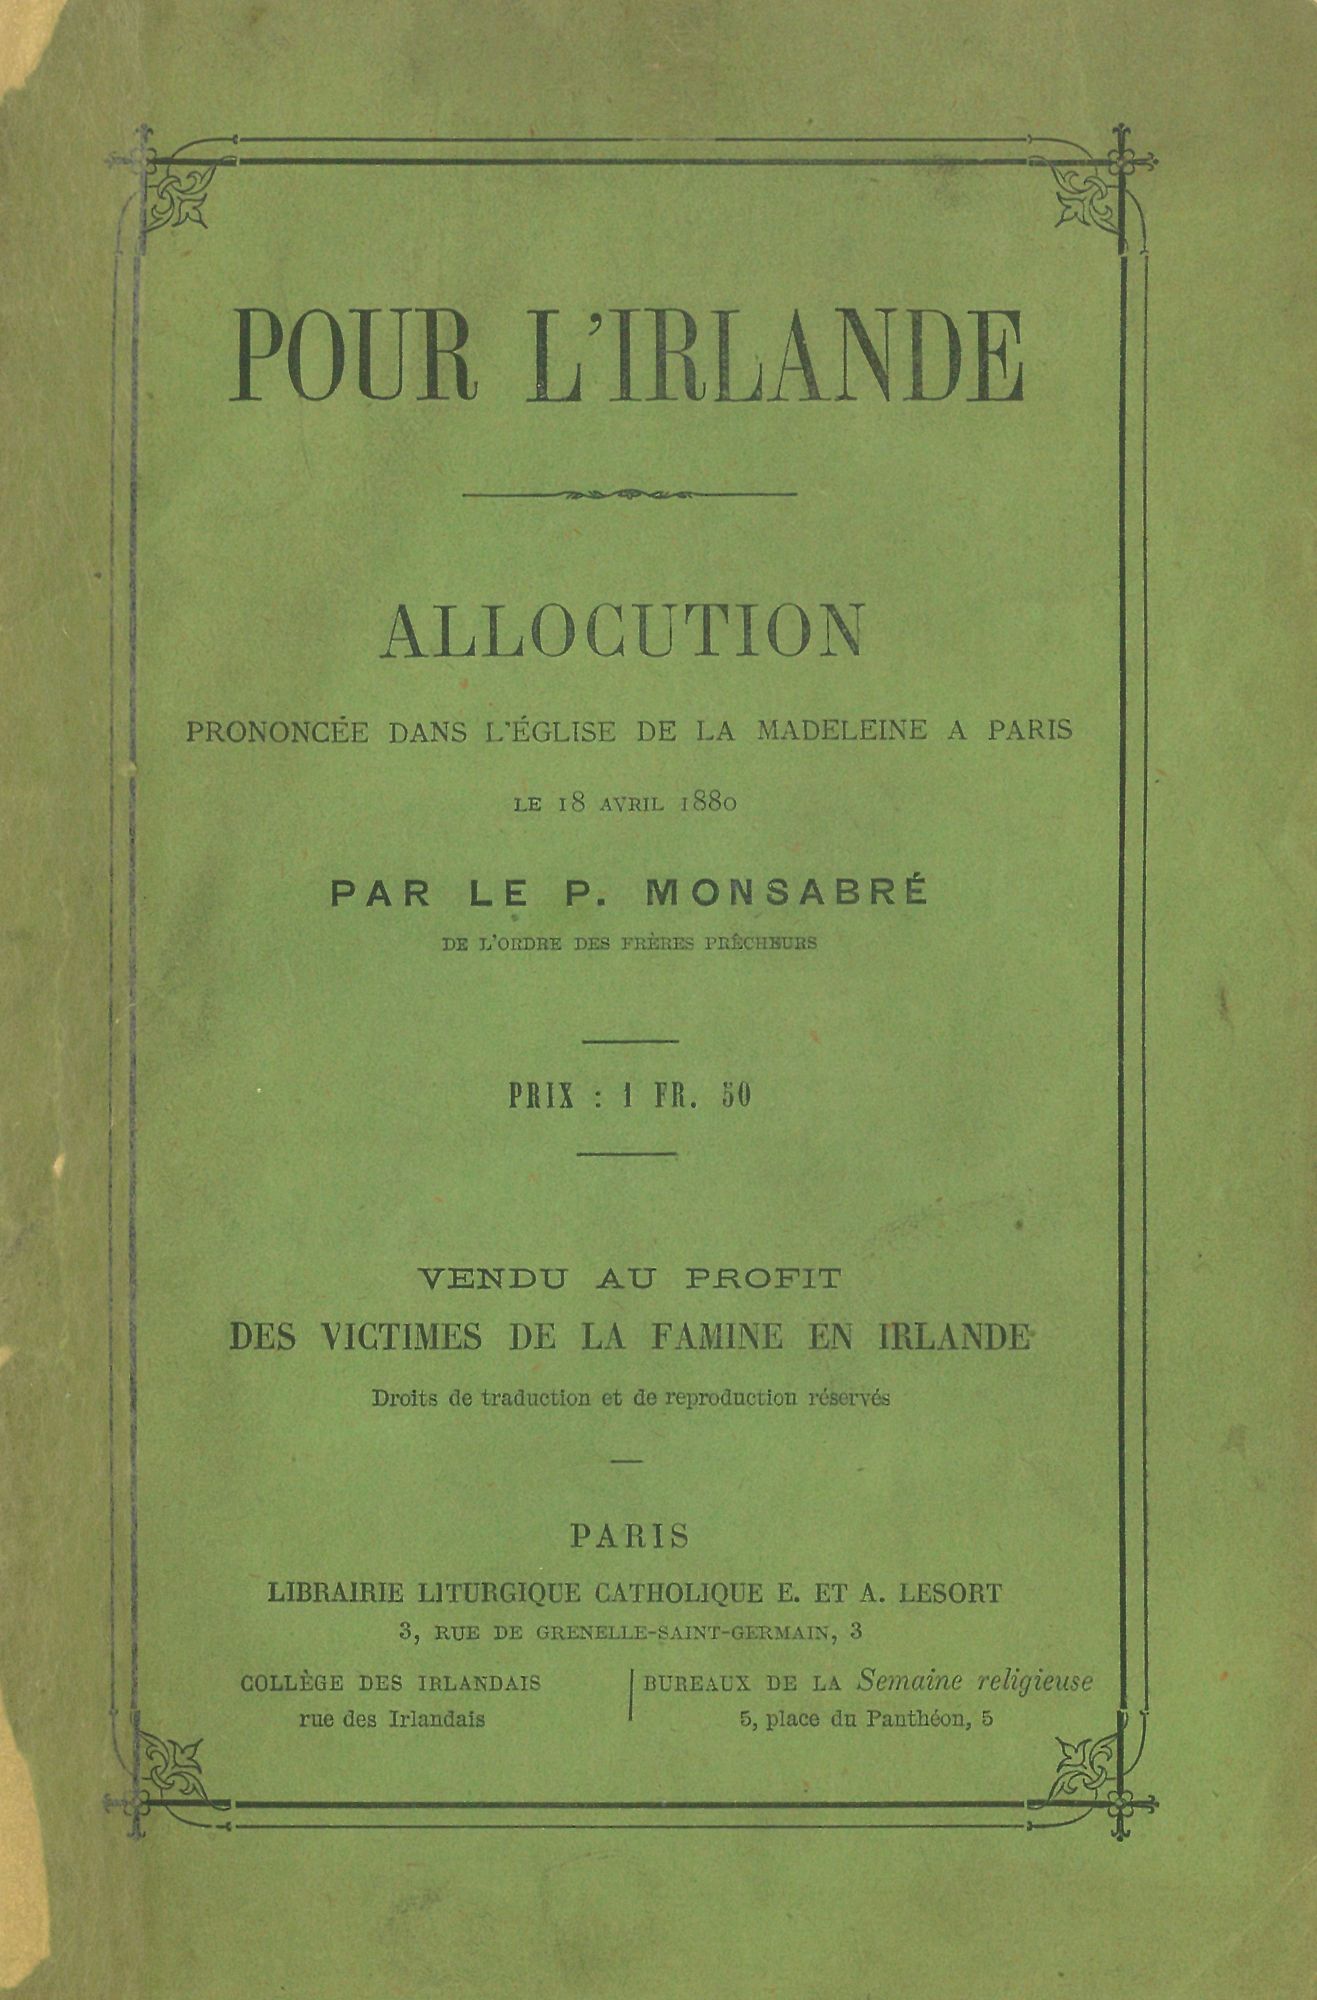 POUR L'IRLANDE
ALLOCUTION
PRONONCÉE DANS L'ÉGLISE DE LA MADELEINE A PARIS
LE 18 AVRIL 1880
PAR LE P. MONSABRÉ
DE L'ORDRE DES FRÈRES PRÊCHEURS
PRIX : 1 FR. 50
VENDU AU PROFIT
DES VICTIMES DE LA FAMINE EN IRLANDE
Droits de traduction et de reproduction réservés
PARIS
LIBRAIRIE LITURGIQUE CATHOLIQUE E. ET A. LESORT
3, RUE DE GRENELLE-SAINT-GERMAIN, 3
COLLÈGE DES IRLANDAIS
rue des Irlandais
BUREAUX DE LA Semaine religieuse
5, place du Panthéon, 5